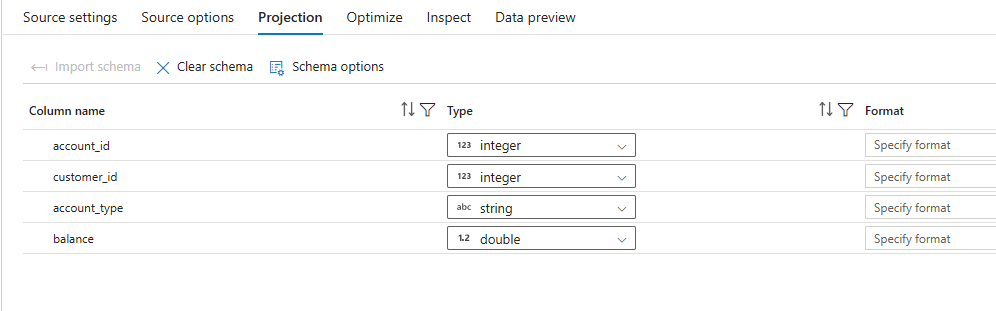 Source settings Source options Projection Optimize Inspect Data preview
Import schema Clear schema Schema options
Column name Type Format
account_id 123 integer Specify format
customer_id 123 integer Specify format
account_type abc string Specify format
balance 1.2 double Specify format